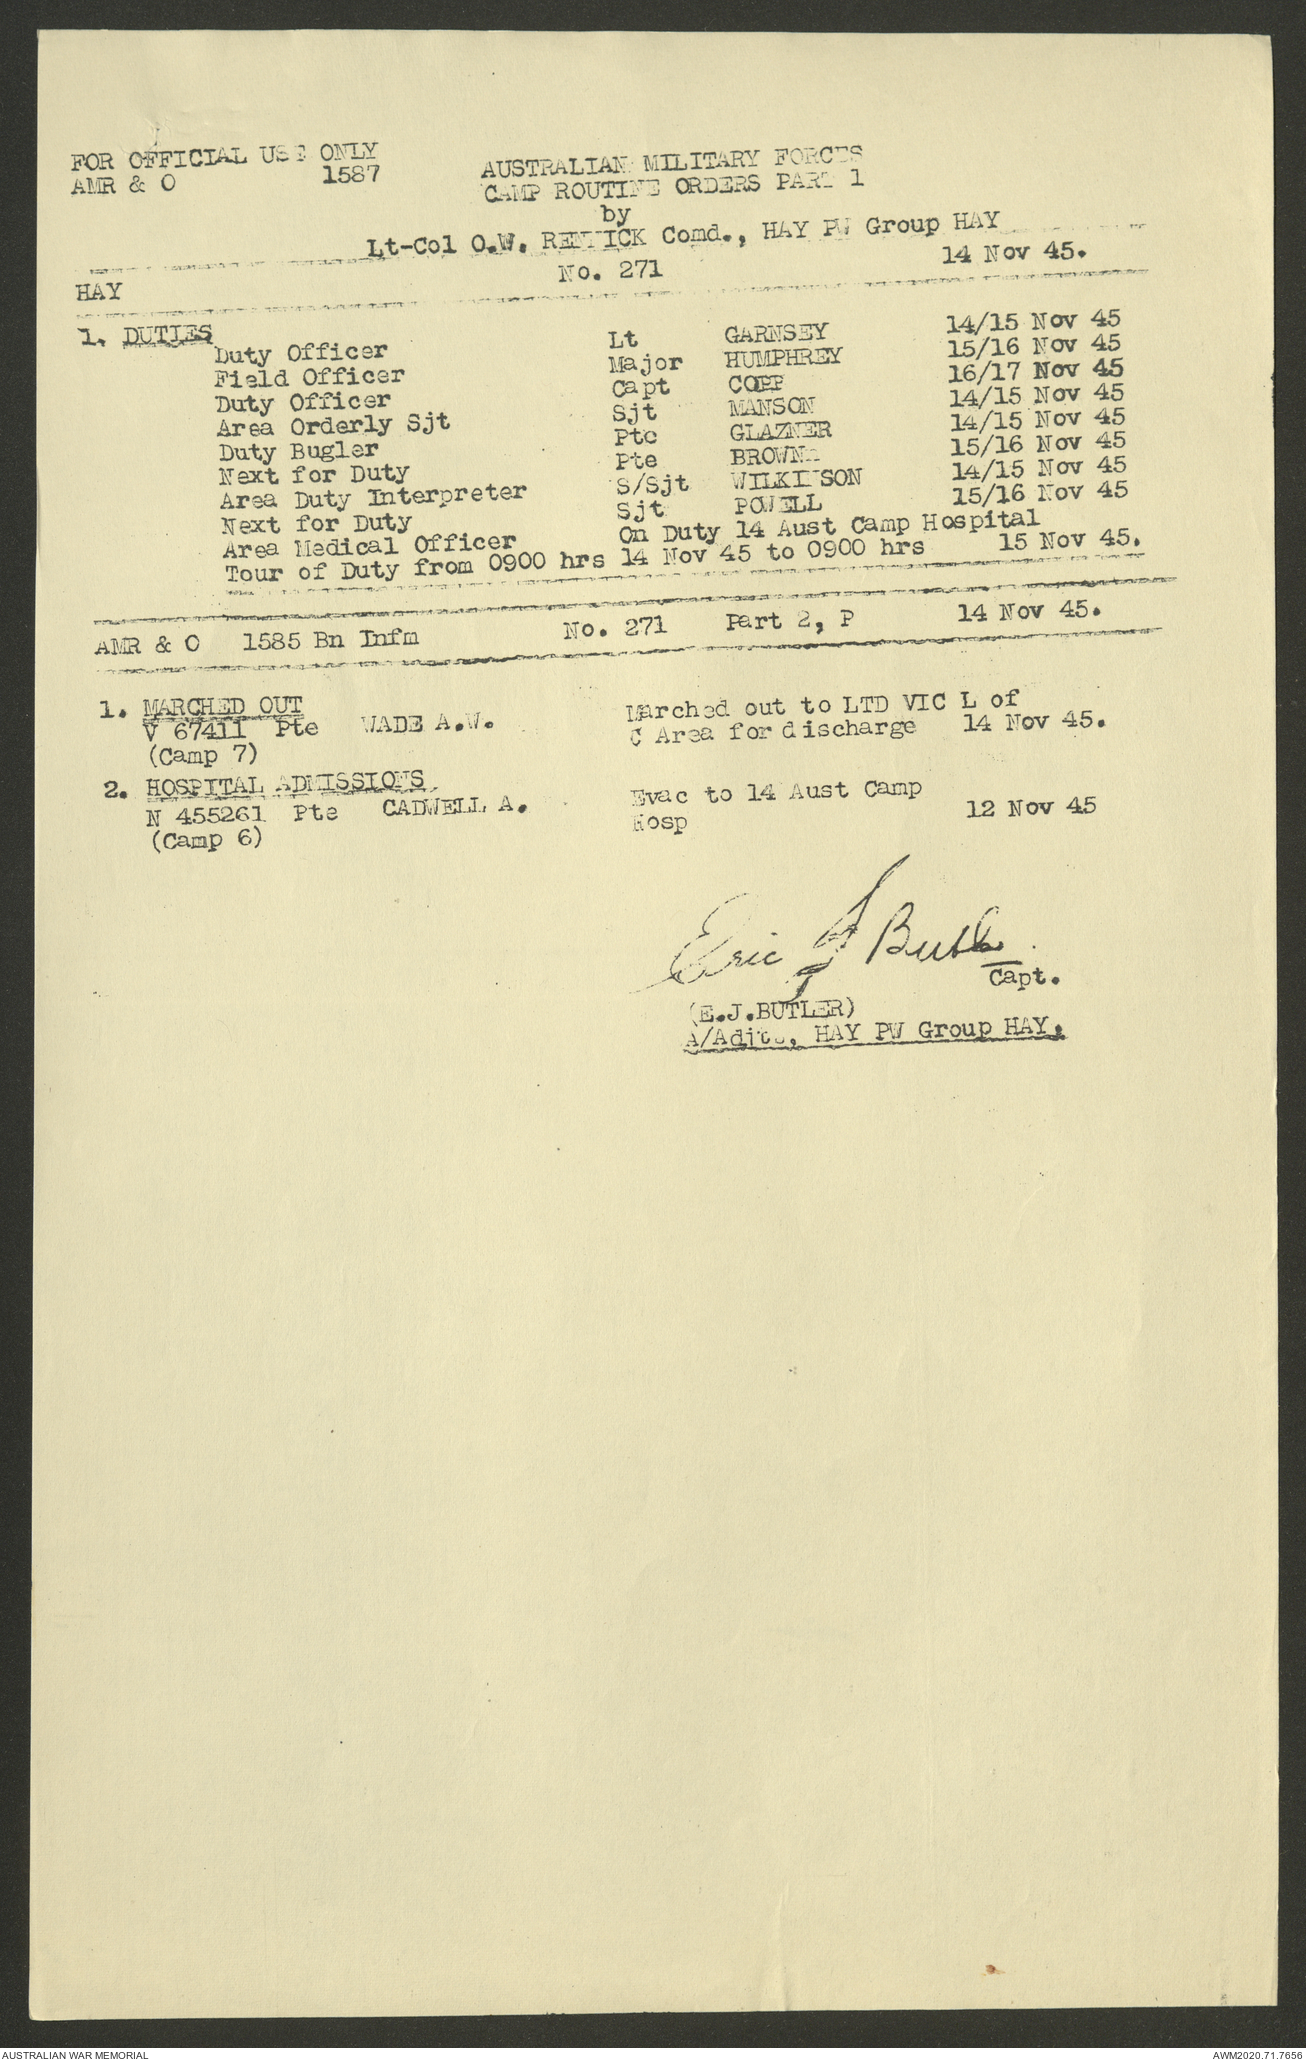 FOR OFFICIAL USE ONLY
AMR & O 1587
AUSTRALIAN MILITARY FORCES
CAMP ROUTINE ORDERS PART 1
by
Lt-Col O.W. RENTICK Comd., HAY PW Group HAY
HAY No. 271 14 Nov 45.
1. DUTIES
Duty Officer Lt GARNSEY 14/15 Nov 45
Field Officer Major HUMPHREY 15/16 Nov 45
Duty Officer Capt COPP 16/17 Nov 45
Area Orderly Sjt Sjt MANSON 14/15 Nov 45
Duty Bugler Pte GLAZNER 14/15 Nov 45
Next for Duty Pte BROWN 15/16 Nov 45
Area Duty Interpreter S/Sjt WILKINSON 14/15 Nov 45
Next for Duty Sjt POWELL 15/16 Nov 45
Area Medical Officer On Duty 14 Aust Camp Hospital
Tour of Duty from 0900 hrs 14 Nov 45 to 0900 hrs 15 Nov 45.
AMR & O 1585 Bn Infm No. 271 Part 2, P 14 Nov 45.
1. MARCHED OUT
V 67411 Pte WADE A.W. Marched out to LTD VIC L of
(Camp 7) C Area for discharge 14 Nov 45.
2. HOSPITAL ADMISSIONS
N 455261 Pte CADWELL A. Evac to 14 Aust Camp
(Camp 6) Hosp 12 Nov 45
Eric J Butler
Capt.
(E.J.BUTLER)
A/Adjt., HAY PW Group HAY.
AUSTRALIAN WAR MEMORIAL
AWM2020.71.7656